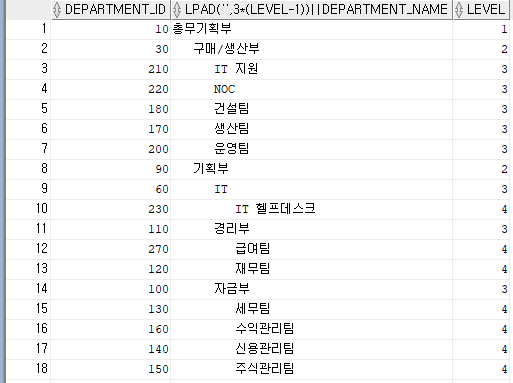 DEPARTMENT_ID LPAD('',3*(LEVEL-1))||DEPARTMENT_NAME LEVEL
1 10 총무기획부 1
2 30 구매/생산부 2
3 210 IT 지원 3
4 220 NOC 3
5 180 건설팀 3
6 170 생산팀 3
7 200 운영팀 3
8 90 기획부 2
9 60 IT 3
10 230 IT 헬프데스크 4
11 110 경리부 3
12 270 급여팀 4
13 120 재무팀 4
14 100 자금부 3
15 130 세무팀 4
16 160 수익관리팀 4
17 140 신용관리팀 4
18 150 주식관리팀 4